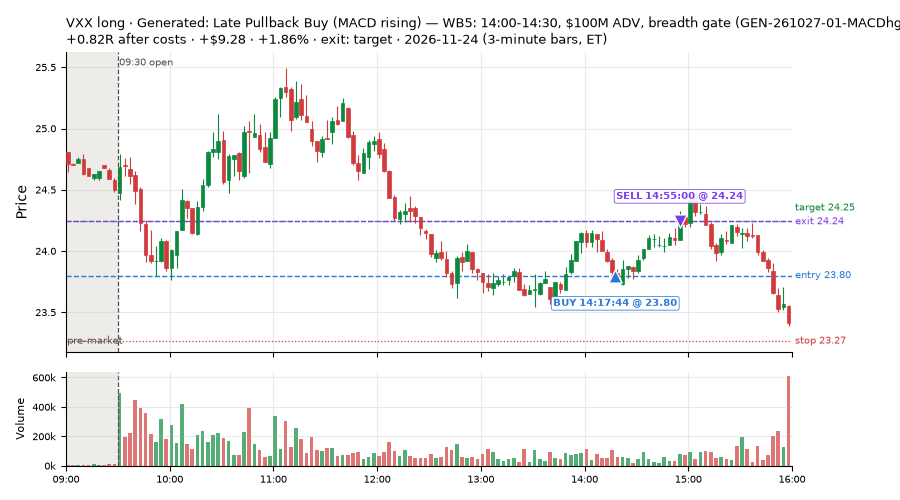 VXX long · Generated: Late Pullback Buy (MACD rising) — WB5: 14:00-14:30, $100M ADV, breadth gate (GEN-261027-01-MACDhg
+0.82R after costs · +$9.28 · +1.86% · exit: target · 2026-11-24 (3-minute bars, ET)
09:30 open
25.5
25.0
24.5
24.0
23.5
Price
SELL 14:55:00 @ 24.24
target 24.25
exit 24.24
entry 23.80
BUY 14:17:44 @ 23.80
stop 23.27
pre-market
600k
400k
200k
0k
Volume
09:00 10:00 11:00 12:00 13:00 14:00 15:00 16:00